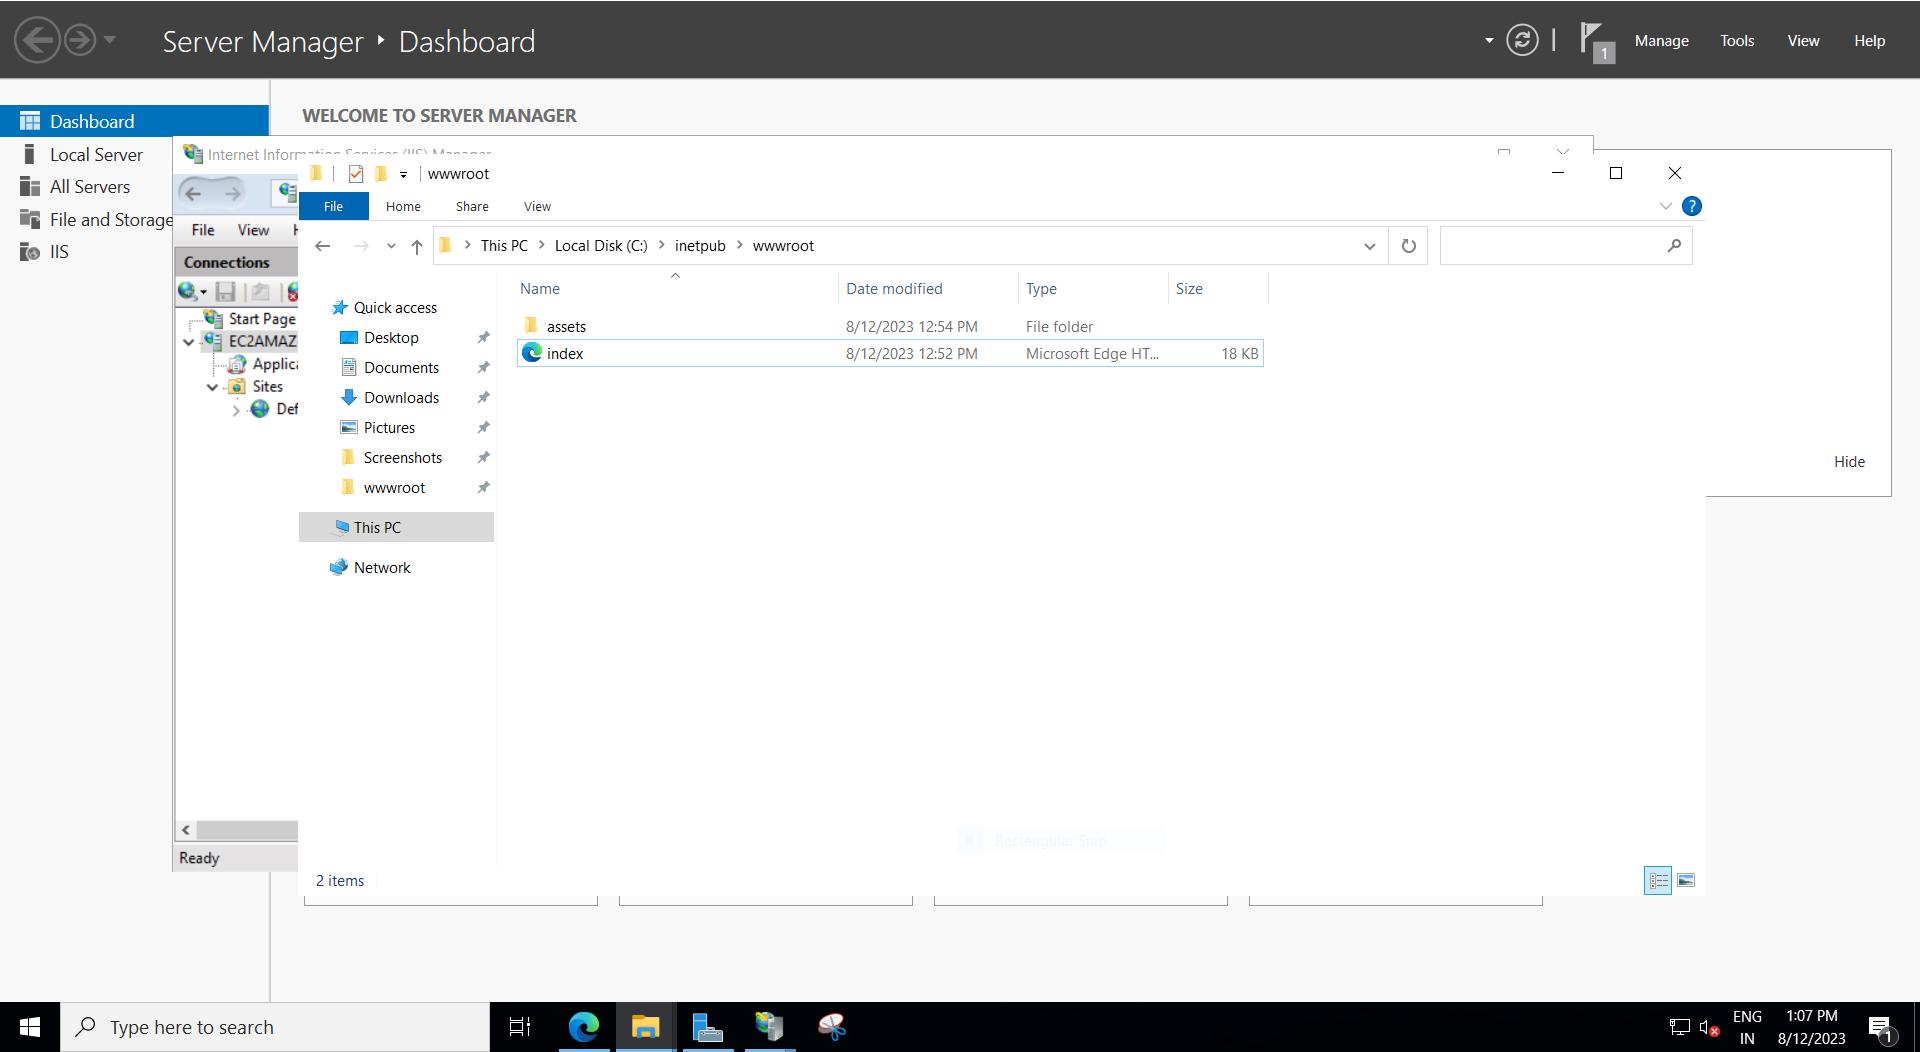 Server Manager ‣ Dashboard
1
Manage Tools View Help
Dashboard
Local Server
All Servers
File and Storage
IIS
WELCOME TO SERVER MANAGER
Internet Information Services (IIS) Manager
File View
Connections
Start Page
EC2AMAZ
Applica
Sites
Def
Ready
wwwroot
File Home Share View
?
This PC > Local Disk (C:) > inetpub > wwwroot
Name Date modified Type Size
assets 8/12/2023 12:54 PM File folder
index 8/12/2023 12:52 PM Microsoft Edge HT... 18 KB
Quick access
Desktop
Documents
Downloads
Pictures
Screenshots
wwwroot
This PC
Network
Rectangular Snip
2 items
Hide
Type here to search
ENG
IN
1:07 PM
8/12/2023
1